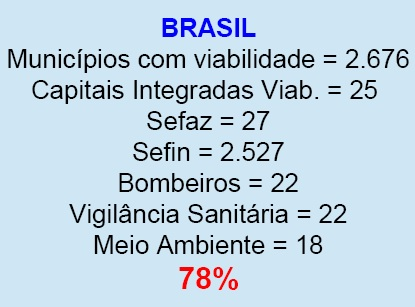 BRASIL
Municípios com viabilidade = 2.676
Capitais Integradas Viab. = 25
Sefaz = 27
Sefin = 2.527
Bombeiros = 22
Vigilância Sanitária = 22
Meio Ambiente = 18
78%